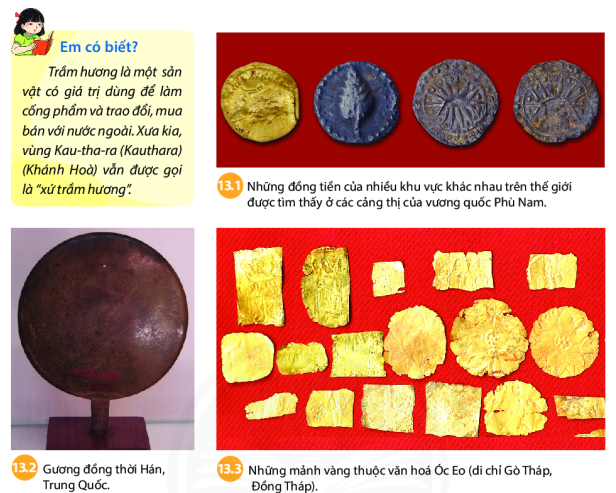 Em có biết?
Trầm hương là một sản
vật có giá trị dùng để làm
cống phẩm và trao đổi, mua
bán với nước ngoài. Xưa kia,
vùng Kau-tha-ra (Kauthara)
(Khánh Hoà) vẫn được gọi
là “xứ trầm hương”.
13.1 Những đồng tiền của nhiều khu vực khác nhau trên thế giới
được tìm thấy ở các cảng thị của vương quốc Phù Nam.
13.2 Gương đồng thời Hán,
Trung Quốc.
13.3 Những mảnh vàng thuộc văn hoá Óc Eo (di chỉ Gò Tháp,
Đồng Tháp).